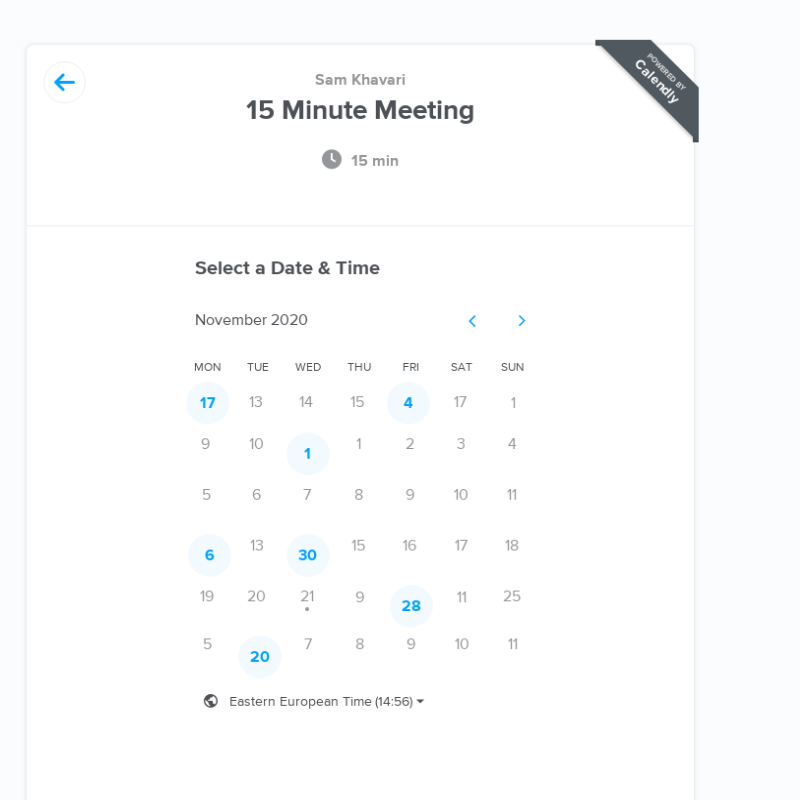 POWERED BY
Calendly
Sam Khavari
15 Minute Meeting
15 min
Select a Date & Time
November 2020
MON TUE WED THU FRI SAT SUN
17 13 14 15 4 17 1
9 10 1 1 2 3 4
5 6 7 8 9 10 11
6 13 30 15 16 17 18
19 20 21 9 28 11 25
5 20 7 8 9 10 11
Eastern European Time (14:56)